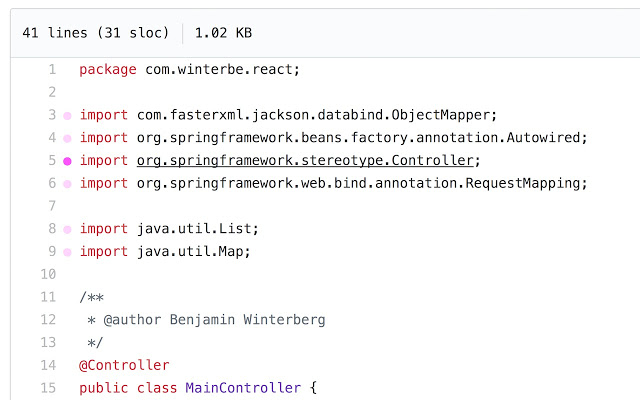 41 lines (31 sloc) 1.02 KB
1 package com.winterbe.react;
2
3 import com.fasterxml.jackson.databind.ObjectMapper;
4 import org.springframework.beans.factory.annotation.Autowired;
5 import org.springframework.stereotype.Controller;
6 import org.springframework.web.bind.annotation.RequestMapping;
7
8 import java.util.List;
9 import java.util.Map;
10
11 /**
12  * @author Benjamin Winterberg
13  */
14 @Controller
15 public class MainController {